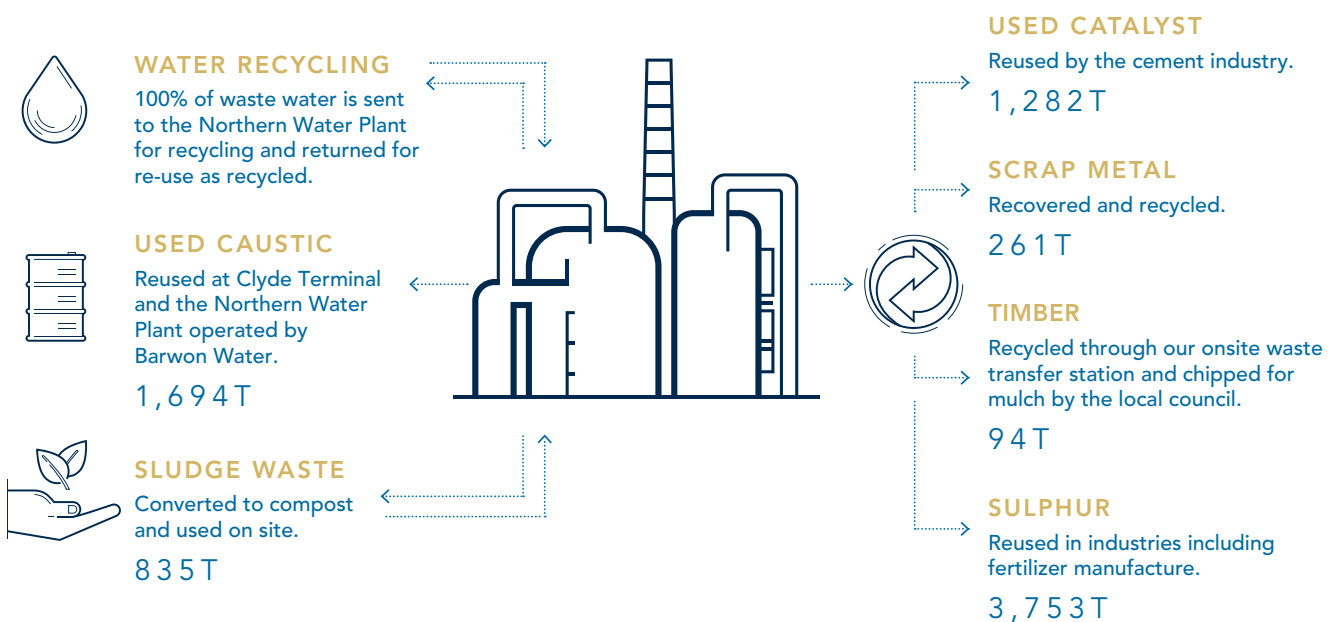 WATER RECYCLING
100% of waste water is sent
to the Northern Water Plant
for recycling and returned for
re-use as recycled.
USED CAUSTIC
Reused at Clyde Terminal
and the Northern Water
Plant operated by
Barwon Water.
1,694T
SLUDGE WASTE
Converted to compost
and used on site.
835T
USED CATALYST
Reused by the cement industry.
1,282T
SCRAP METAL
Recovered and recycled.
261T
TIMBER
Recycled through our onsite waste
transfer station and chipped for
mulch by the local council.
94T
SULPHUR
Reused in industries including
fertilizer manufacture.
3,753T